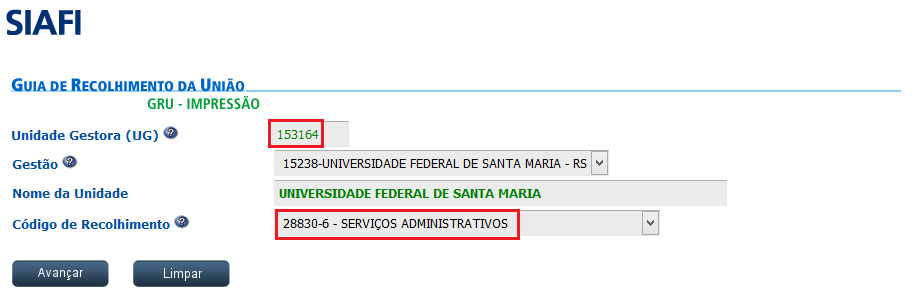 SIAFI
GUIA DE RECOLHIMENTO DA UNIÃO
GRU - IMPRESSÃO
Unidade Gestora (UG) ? 153164
Gestão ? 15238-UNIVERSIDADE FEDERAL DE SANTA MARIA - RS
Nome da Unidade UNIVERSIDADE FEDERAL DE SANTA MARIA
Código de Recolhimento ? 28830-6 - SERVIÇOS ADMINISTRATIVOS
Avançar Limpar